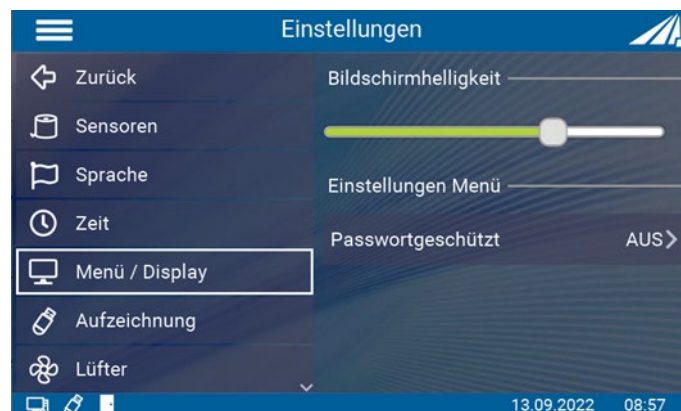 Einstellungen
Zurück
Sensoren
Sprache
Zeit
Menü / Display
Aufzeichnung
Lüfter
Bildschirmhelligkeit
Einstellungen Menü
Passwortgeschützt AUS
13.09.2022 08:57